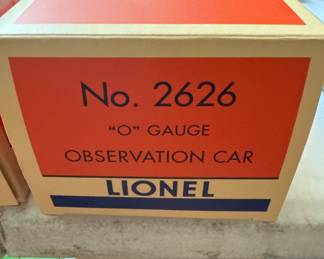 No. 2626
"O" GAUGE
OBSERVATION CAR
LIONEL